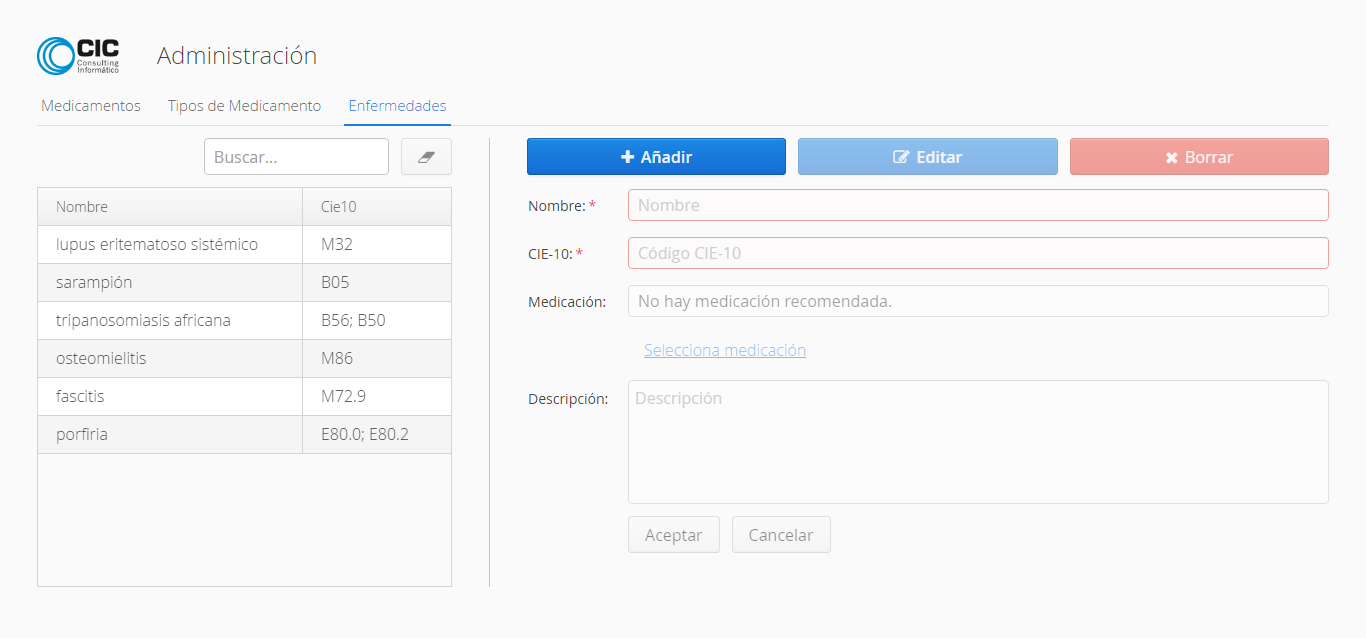 CIC
Consulting
Informático
Administración
Medicamentos Tipos de Medicamento Enfermedades
Buscar...
Nombre Cie10
lupus eritematoso sistémico M32
sarampión B05
tripanosomiasis africana B56; B50
osteomielitis M86
fascitis M72.9
porfiria E80.0; E80.2
Añadir Editar Borrar
Nombre: * Nombre
CIE-10: * Código CIE-10
Medicación: No hay medicación recomendada.
Selecciona medicación
Descripción: Descripción
Aceptar Cancelar